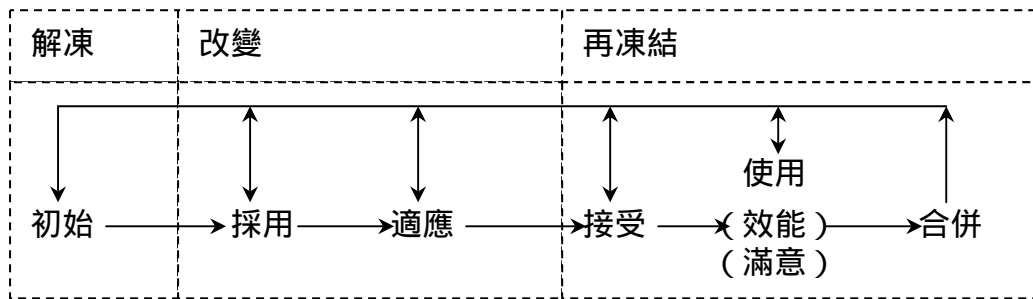 解凍
改變
再凍結
使用
初始
採用
適應
接受
（效能）
合併
（滿意）